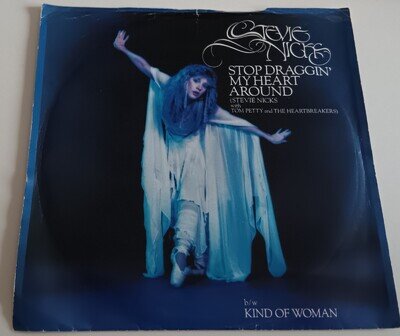 STEVIE
NICKS
STOP DRAGGIN'
MY HEART
AROUND
(STEVIE NICKS
with
TOM PETTY and THE HEARTBREAKERS)
b/w
KIND OF WOMAN